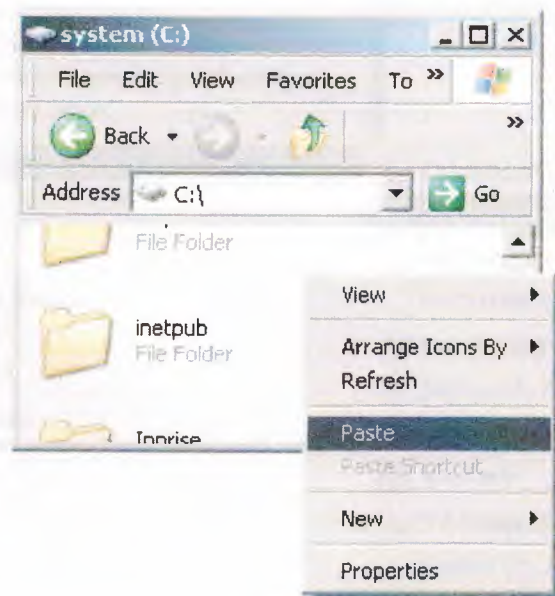 system (C:)
File Edit View Favorites To »
Back »
Address C:\ Go
File Folder
inetpub
File Folder
Inprise
View
Arrange Icons By
Refresh
Paste
Paste Shortcut
New
Properties